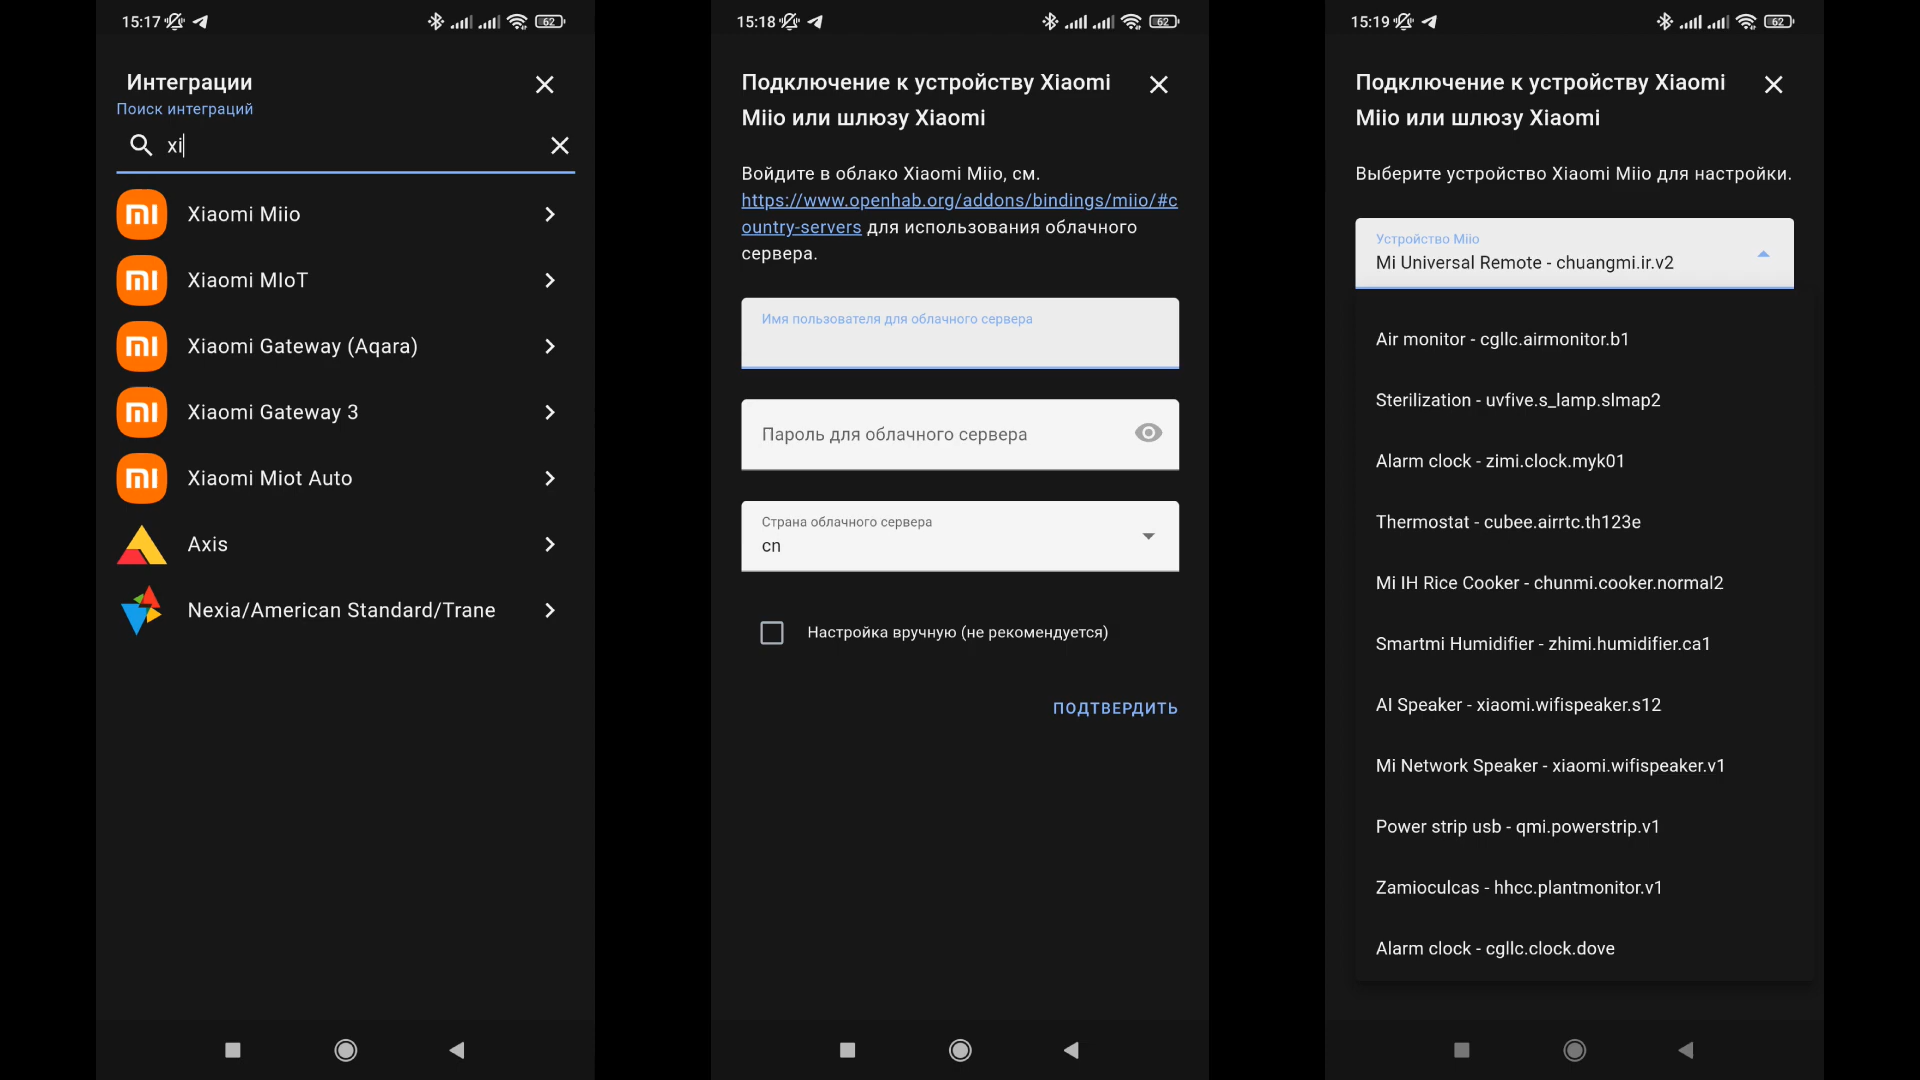 15:17
62
Интеграции
Поиск интеграций
xi
Xiaomi Miio
Xiaomi MIoT
Xiaomi Gateway (Aqara)
Xiaomi Gateway 3
Xiaomi Miot Auto
Axis
Nexia/American Standard/Trane
15:18
62
Подключение к устройству Xiaomi
Miio или шлюзу Xiaomi
Войдите в облако Xiaomi Miio, см.
https://www.openhab.org/addons/bindings/miio/#c
ountry-servers для использования облачного
сервера.
Имя пользователя для облачного сервера
Пароль для облачного сервера
Страна облачного сервера
cn
Настройка вручную (не рекомендуется)
ПОДТВЕРДИТЬ
15:19
62
Подключение к устройству Xiaomi
Miio или шлюзу Xiaomi
Выберите устройство Xiaomi Miio для настройки.
Устройство Miio
Mi Universal Remote - chuangmi.ir.v2
Air monitor - cgllc.airmonitor.b1
Sterilization - uvfive.s_lamp.slmap2
Alarm clock - zimi.clock.myk01
Thermostat - cubee.airrtc.th123e
Mi IH Rice Cooker - chunmi.cooker.normal2
Smartmi Humidifier - zhimi.humidifier.ca1
AI Speaker - xiaomi.wifispeaker.s12
Mi Network Speaker - xiaomi.wifispeaker.v1
Power strip usb - qmi.powerstrip.v1
Zamioculcas - hhcc.plantmonitor.v1
Alarm clock - cgllc.clock.dove